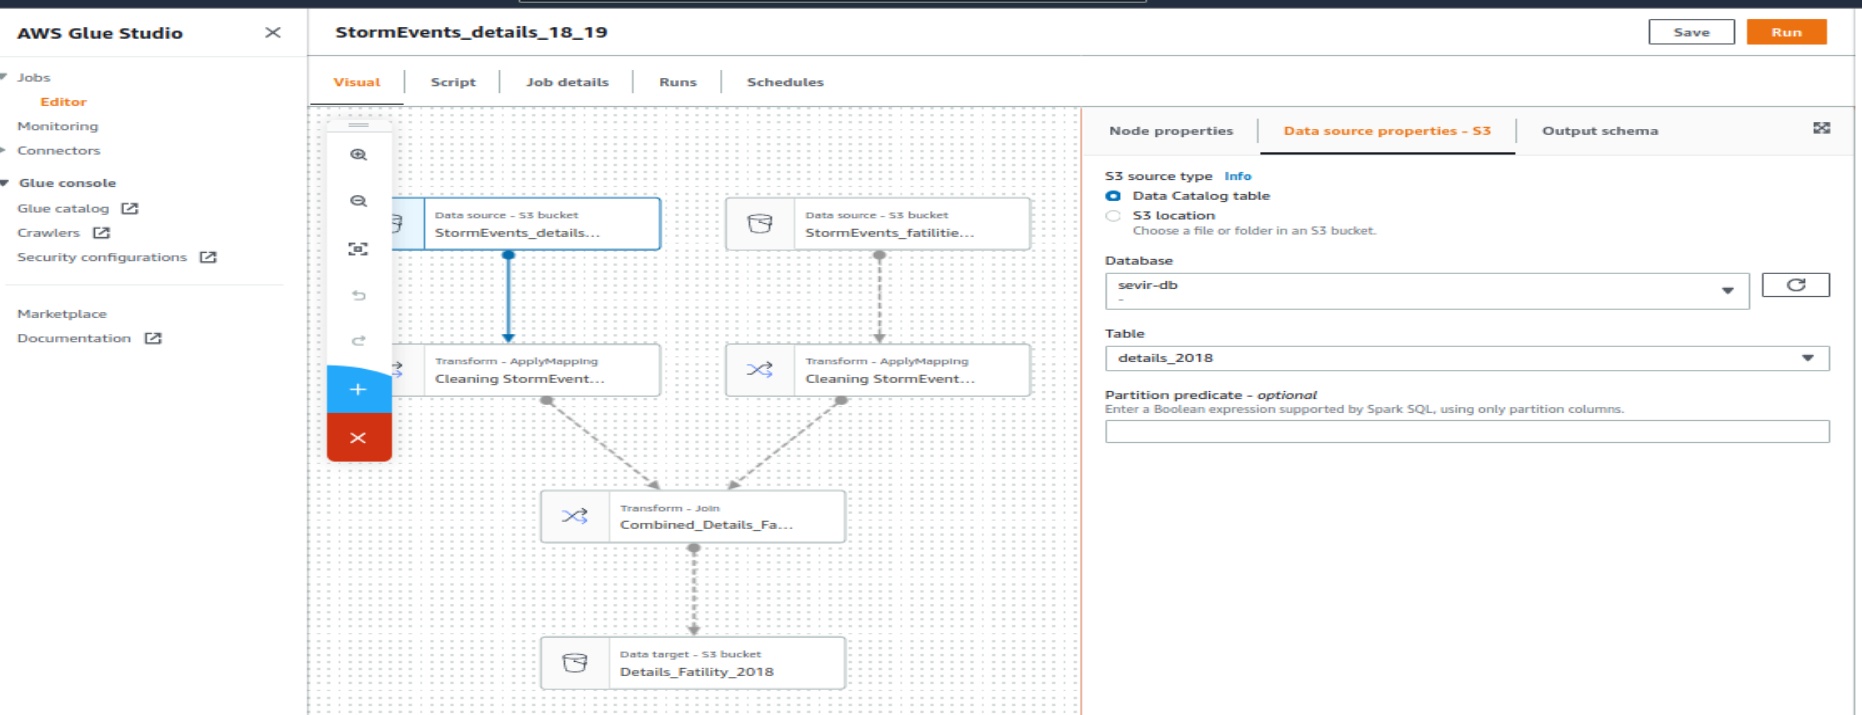 AWS Glue Studio
Jobs
Editor
Monitoring
Connectors
Glue console
Glue catalog
Crawlers
Security configurations
Marketplace
Documentation
StormEvents_details_18_19
Save
Run
Visual
Script
Job details
Runs
Schedules
Data source - S3 bucket
StormEvents_details...
Data source - S3 bucket
StormEvents_fatilitie...
Transform - ApplyMapping
Cleaning StormEvent...
Transform - ApplyMapping
Cleaning StormEvent...
Transform - Join
Combined_Details_Fa...
Data target - S3 bucket
Details_Fatility_2018
Node properties
Data source properties - S3
Output schema
S3 source type Info
Data Catalog table
S3 location
Choose a file or folder in an S3 bucket.
Database
sevir-db
-
Table
details_2018
Partition predicate - optional
Enter a Boolean expression supported by Spark SQL, using only partition columns.